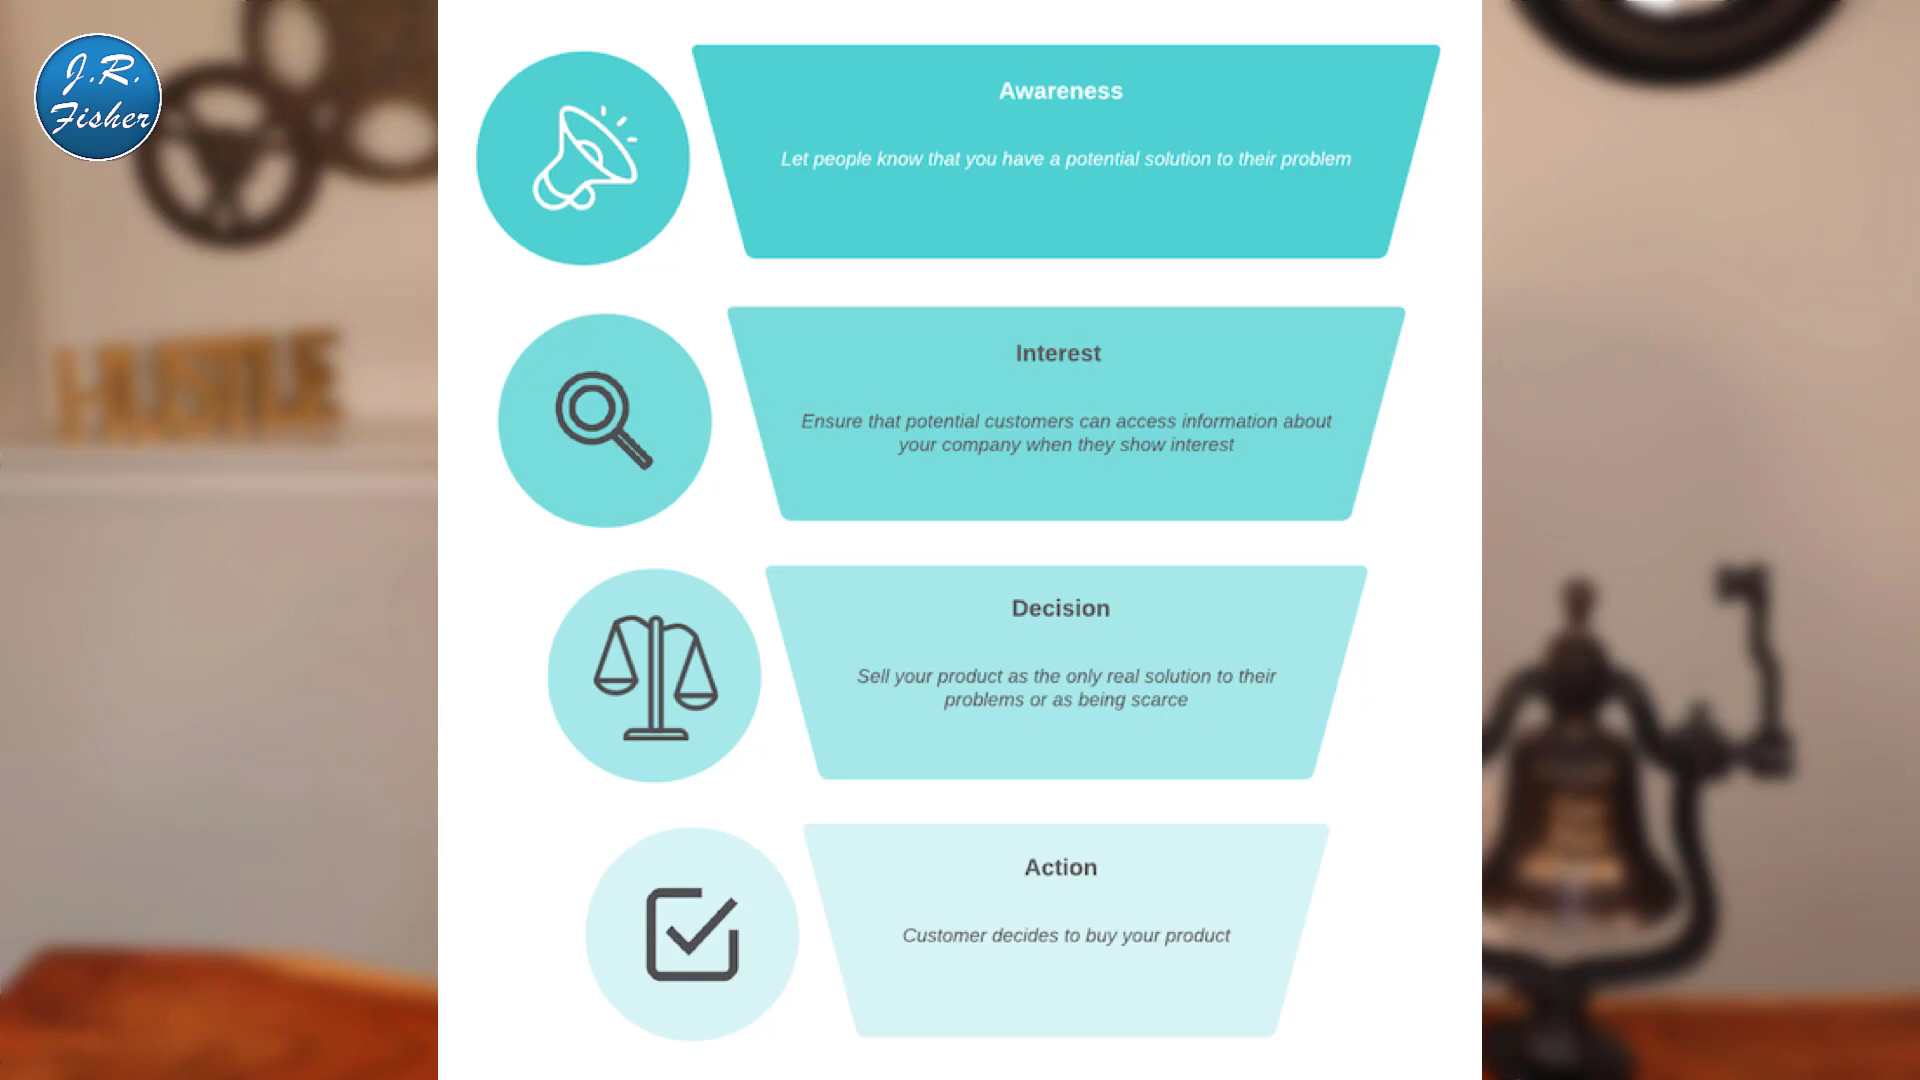 J.R.
Fisher
HUSTLE
Awareness
Let people know that you have a potential solution to their problem
Interest
Ensure that potential customers can access information about
your company when they show interest
Decision
Sell your product as the only real solution to their
problems or as being scarce
Action
Customer decides to buy your product